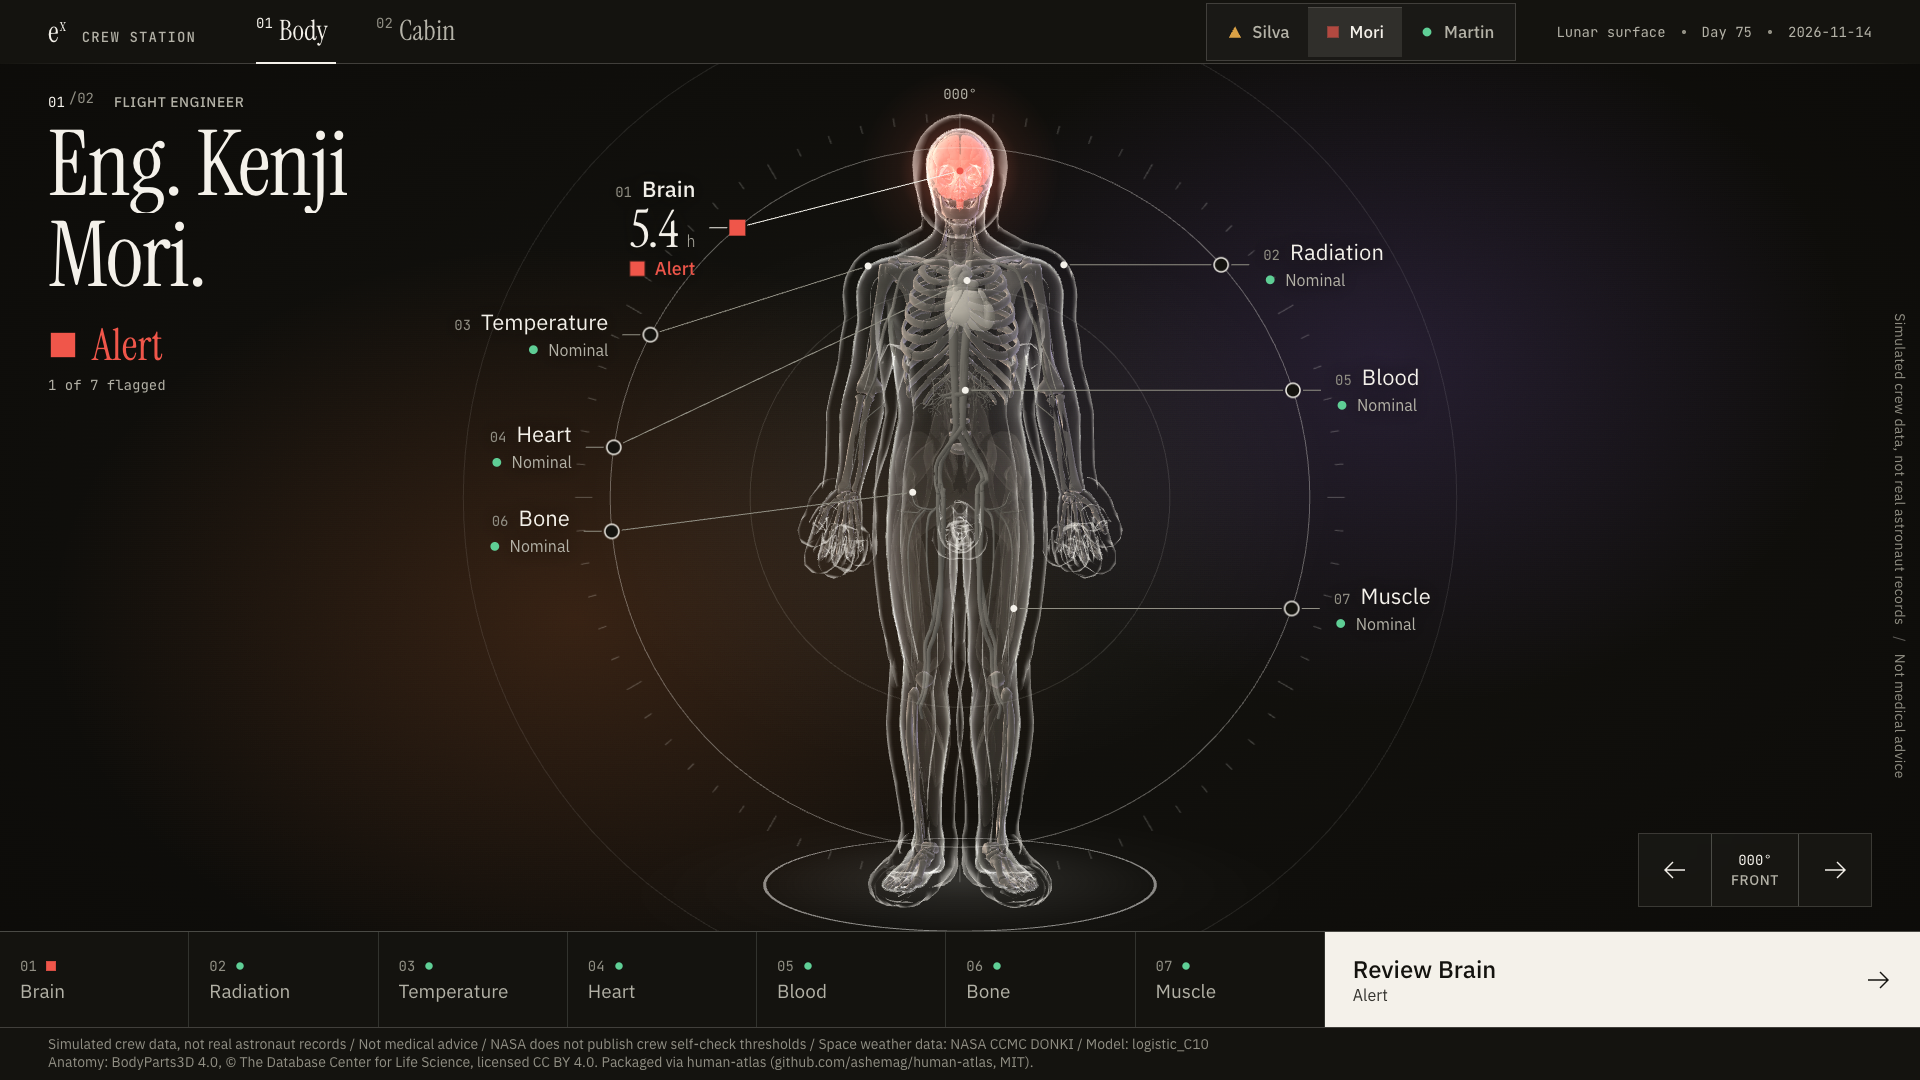 e^x CREW STATION
01 Body
02 Cabin
Silva
Mori
Martin
Lunar surface • Day 75 • 2026-11-14
01 /02 FLIGHT ENGINEER
Eng. Kenji
Mori.
Alert
1 of 7 flagged
000°
01 Brain
5.4 h
Alert
02 Radiation
Nominal
03 Temperature
Nominal
05 Blood
Nominal
04 Heart
Nominal
06 Bone
Nominal
07 Muscle
Nominal
Simulated crew data, not real astronaut records / Not medical advice
000°
FRONT
01
Brain
02
Radiation
03
Temperature
04
Heart
05
Blood
06
Bone
07
Muscle
Review Brain
Alert
Simulated crew data, not real astronaut records / Not medical advice / NASA does not publish crew self-check thresholds / Space weather data: NASA CCMC DONKI / Model: logistic_C10
Anatomy: BodyParts3D 4.0, © The Database Center for Life Science, licensed CC BY 4.0. Packaged via human-atlas (github.com/ashemag/human-atlas, MIT).